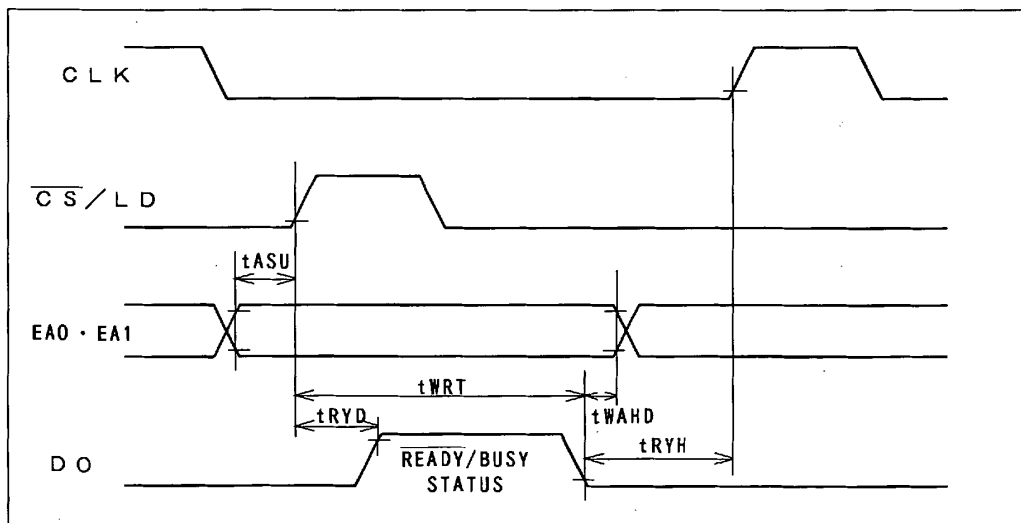 CLK
CS/LD
tASU
EA0・EA1
tWRT
tRYD
tWAHD
tRYH
DO
READY/BUSY
STATUS